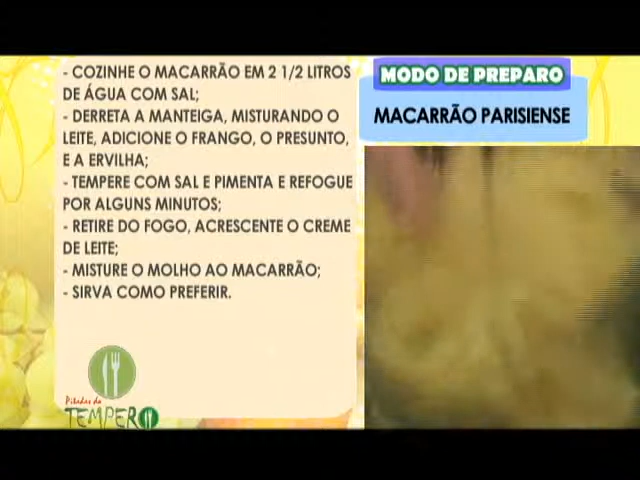 - COZINHE O MACARRÃO EM 2 1/2 LITROS
DE ÁGUA COM SAL;
- DERRETA A MANTEIGA, MISTURANDO O
LEITE, ADICIONE O FRANGO, O PRESUNTO,
E A ERVILHA;
- TEMPERE COM SAL E PIMENTA E REFOGUE
POR ALGUNS MINUTOS;
- RETIRE DO FOGO, ACRESCENTE O CREME
DE LEITE;
- MISTURE O MOLHO AO MACARRÃO;
- SIRVA COMO PREFERIR.
MODO DE PREPARO
MACARRÃO PARISIENSE
Pitadas do
TEMPERO